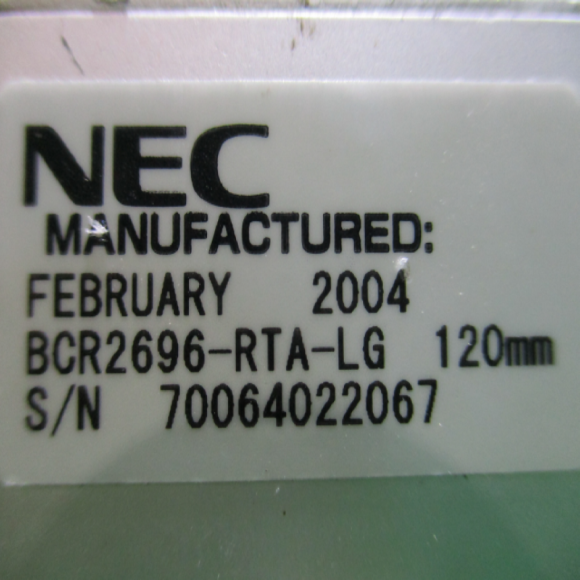 NEC
MANUFACTURED:
FEBRUARY 2004
BCR2696-RTA-LG 120mm
S/N 70064022067